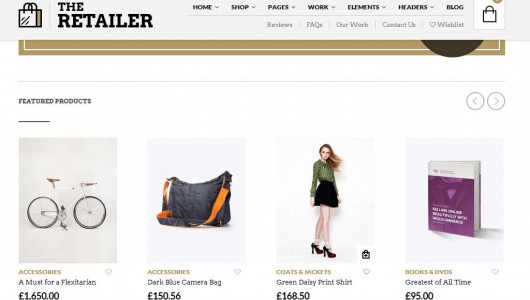 THE
RETAILER
HOME SHOP PAGES WORK ELEMENTS HEADERS BLOG
Reviews FAQs Our Work Contact Us Wishlist
FEATURED PRODUCTS
SELLING ONLINE
BEAUTIFULLY WITH
WOOCOMMERCE
ACCESSORIES
A Must for a Flexitarian
£1,650.00
ACCESSORIES
Dark Blue Camera Bag
£150.56
COATS & JACKETS
Green Daisy Print Shirt
£168.50
BOOKS & DVDS
Greatest of All Time
£95.00